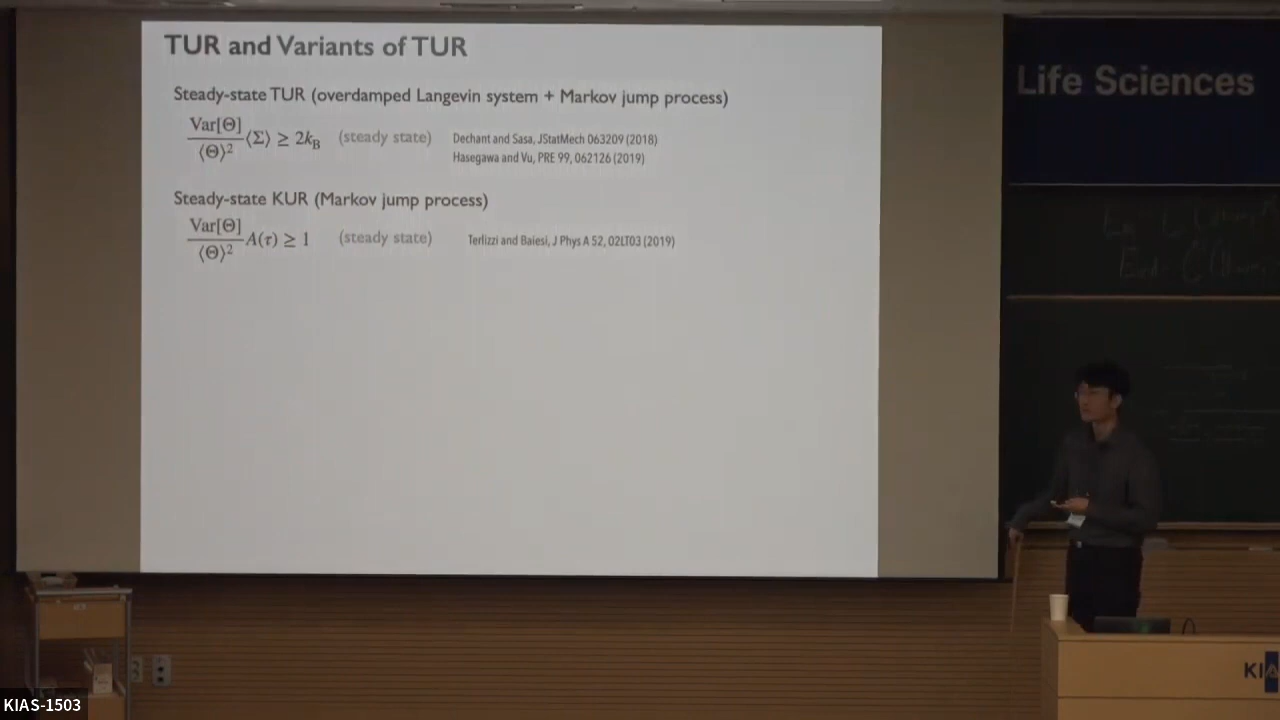 TUR and Variants of TUR
Steady-state TUR (overdamped Langevin system + Markov jump process)
Var[Θ]/⟨Θ⟩² ⟨Σ⟩ ≥ 2k_B (steady state) Dechant and Sasa, JStatMech 063209 (2018)
Hasegawa and Vu, PRE 99, 062126 (2019)
Steady-state KUR (Markov jump process)
Var[Θ]/⟨Θ⟩² A(τ) ≥ 1 (steady state) Terlizzi and Baiesi, J Phys A 52, 02LT03 (2019)
Life Sciences
KI
KIAS-1503